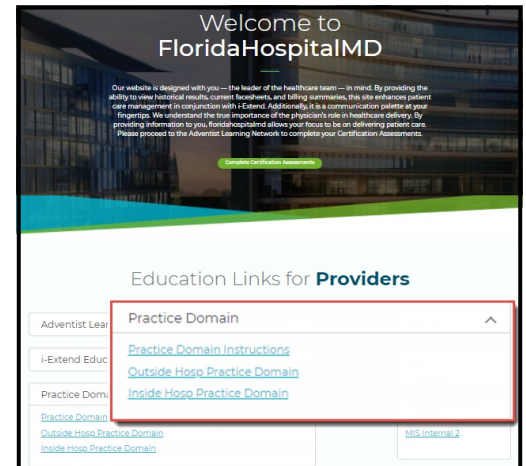 Welcome to
FloridaHospitalMD
Our website is designed with you — the leader of the healthcare team — in mind. By providing the
ability to view historical results, current facesheets, and billing summaries, this site enhances patient
care management in conjunction with i-Extend. Additionally, it is a communication palette at your
fingertips. We understand the true importance of the physician's role in healthcare delivery. By
providing information to you, floridahospitalmd allows your focus to be on delivering patient care.
Please proceed to the Adventist Learning Network to complete your Certification Assessments.
Complete Certification Assessments
Education Links for Providers
Adventist Lear
i-Extend Educ
Practice Doma
Practice Domain
Outside Hosp Practice Domain
Inside Hosp Practice Domain
Practice Domain
Practice Domain Instructions
Outside Hosp Practice Domain
Inside Hosp Practice Domain
MIS Internal 2